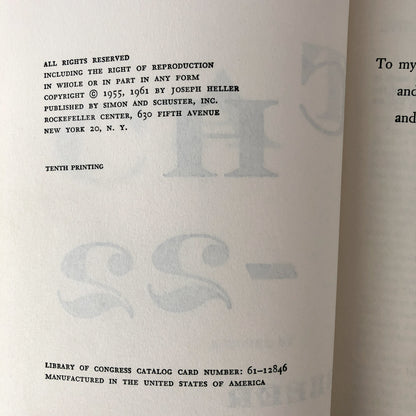 ALL RIGHTS RESERVED
INCLUDING THE RIGHT OF REPRODUCTION
IN WHOLE OR IN PART IN ANY FORM
COPYRIGHT © 1955, 1961 BY JOSEPH HELLER
PUBLISHED BY SIMON AND SCHUSTER, INC.
ROCKEFELLER CENTER, 630 FIFTH AVENUE
NEW YORK 20, N. Y.
TENTH PRINTING
LIBRARY OF CONGRESS CATALOG CARD NUMBER: 61-12846
MANUFACTURED IN THE UNITED STATES OF AMERICA
To my
and
and